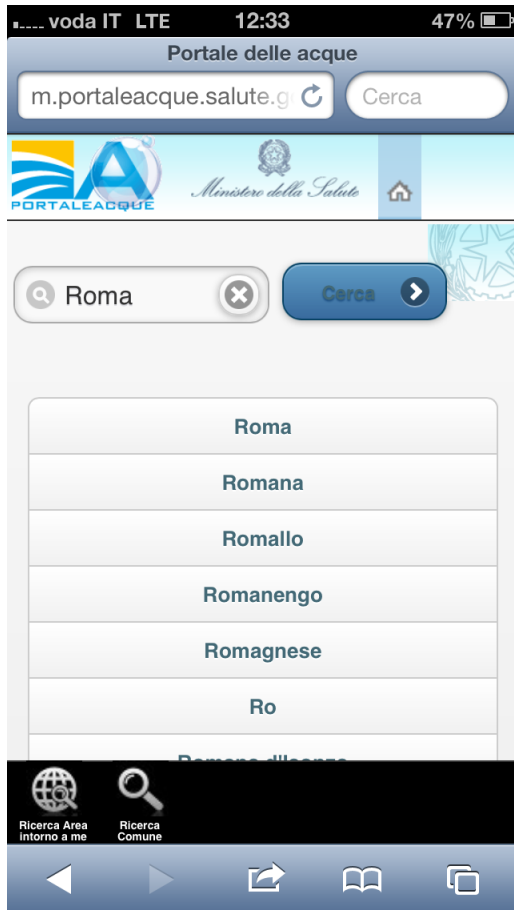 voda IT LTE 12:33 47%
Portale delle acque
m.portaleacque.salute.g Cerca
PORTALEACQUE
Ministero della Salute
Roma Cerca
Roma
Romana
Romallo
Romanengo
Romagnese
Ro
Ricerca Area
intorno a me
Ricerca
Comune